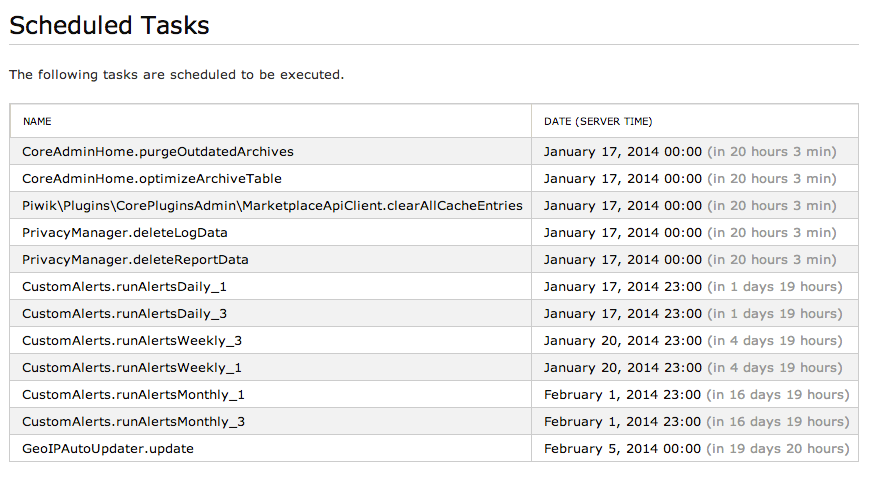 Scheduled Tasks
The following tasks are scheduled to be executed.
NAME DATE (SERVER TIME)
CoreAdminHome.purgeOutdatedArchives January 17, 2014 00:00 (in 20 hours 3 min)
CoreAdminHome.optimizeArchiveTable January 17, 2014 00:00 (in 20 hours 3 min)
Piwik\Plugins\CorePluginsAdmin\MarketplaceApiClient.clearAllCacheEntries January 17, 2014 00:00 (in 20 hours 3 min)
PrivacyManager.deleteLogData January 17, 2014 00:00 (in 20 hours 3 min)
PrivacyManager.deleteReportData January 17, 2014 00:00 (in 20 hours 3 min)
CustomAlerts.runAlertsDaily_1 January 17, 2014 23:00 (in 1 days 19 hours)
CustomAlerts.runAlertsDaily_3 January 17, 2014 23:00 (in 1 days 19 hours)
CustomAlerts.runAlertsWeekly_3 January 20, 2014 23:00 (in 4 days 19 hours)
CustomAlerts.runAlertsWeekly_1 January 20, 2014 23:00 (in 4 days 19 hours)
CustomAlerts.runAlertsMonthly_1 February 1, 2014 23:00 (in 16 days 19 hours)
CustomAlerts.runAlertsMonthly_3 February 1, 2014 23:00 (in 16 days 19 hours)
GeoIPAutoUpdater.update February 5, 2014 00:00 (in 19 days 20 hours)